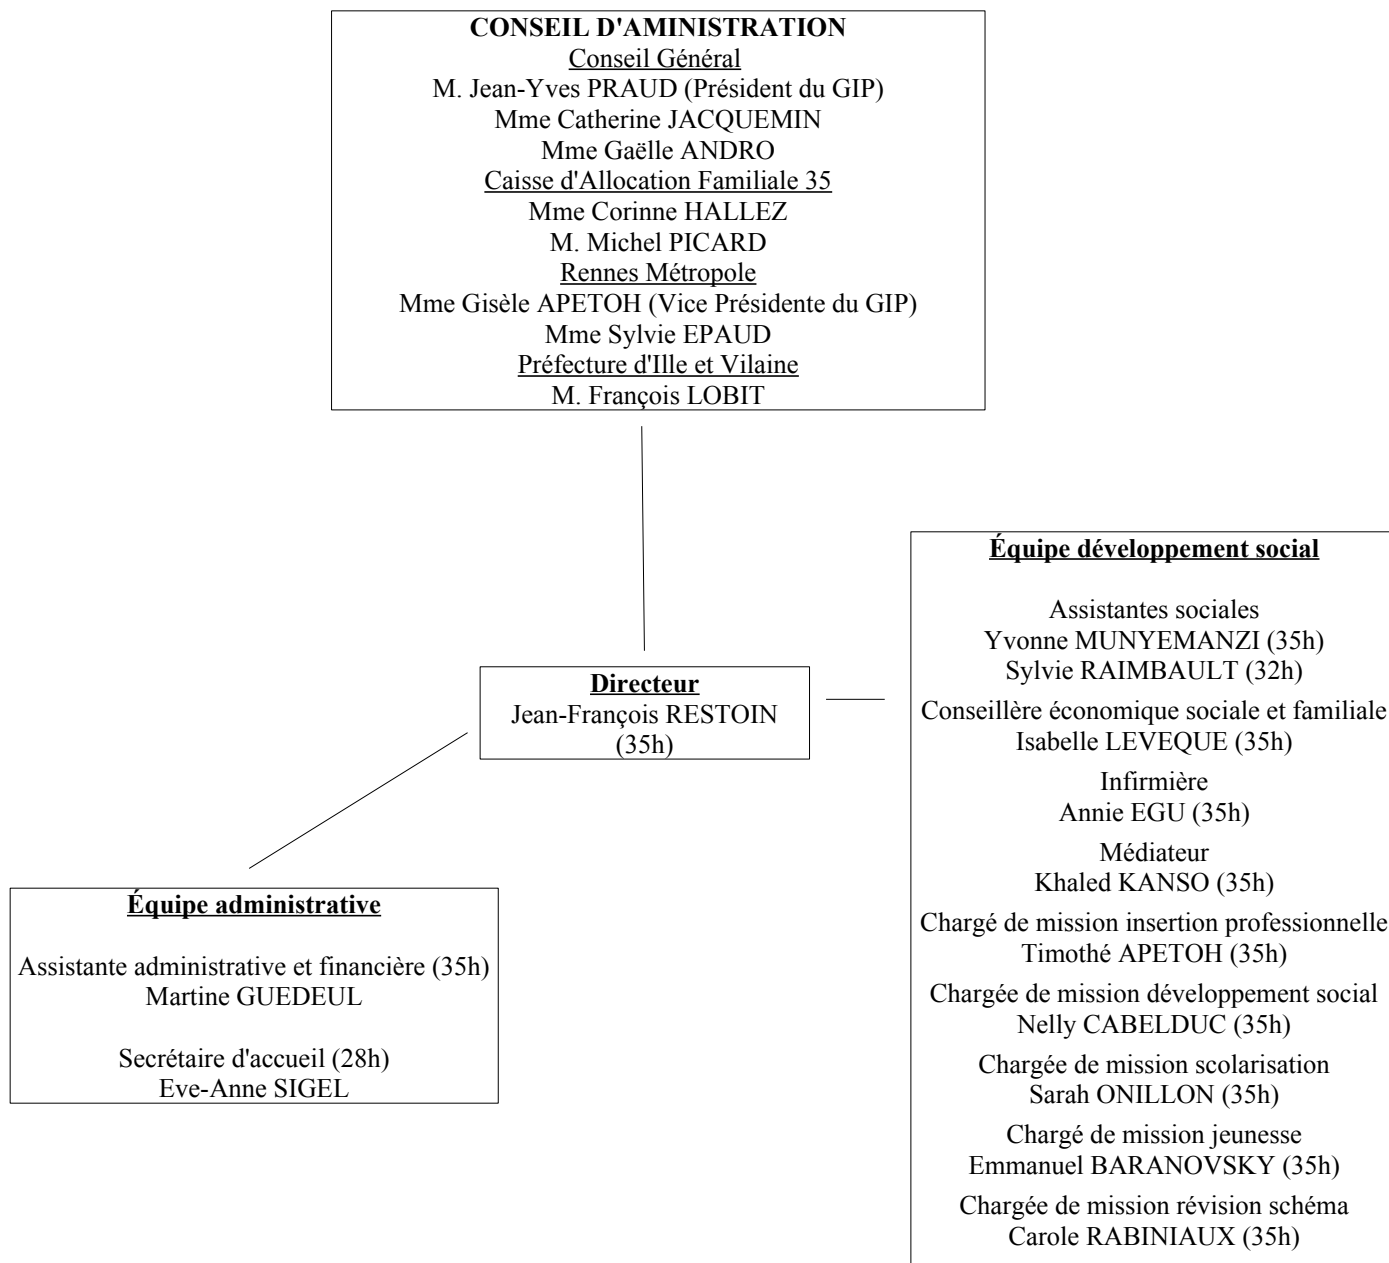 CONSEIL D'AMINISTRATION
Conseil Général
M. Jean-Yves PRAUD (Président du GIP)
Mme Catherine JACQUEMIN
Mme Gaëlle ANDRO
Caisse d'Allocation Familiale 35
Mme Corinne HALLEZ
M. Michel PICARD
Rennes Métropole
Mme Gisèle APETOH (Vice Présidente du GIP)
Mme Sylvie EPAUD
Préfecture d'Ille et Vilaine
M. François LOBIT
Directeur
Jean-François RESTOIN
(35h)
Équipe administrative
Assistante administrative et financière (35h)
Martine GUEDEUL
Secrétaire d'accueil (28h)
Eve-Anne SIGEL
Équipe développement social
Assistantes sociales
Yvonne MUNYEMANZI (35h)
Sylvie RAIMBAULT (32h)
Conseillère économique sociale et familiale
Isabelle LEVEQUE (35h)
Infirmière
Annie EGU (35h)
Médiateur
Khaled KANSO (35h)
Chargé de mission insertion professionnelle
Timothé APETOH (35h)
Chargée de mission développement social
Nelly CABELDUC (35h)
Chargée de mission scolarisation
Sarah ONILLON (35h)
Chargé de mission jeunesse
Emmanuel BARANOVSKY (35h)
Chargée de mission révision schéma
Carole RABINIAUX (35h)